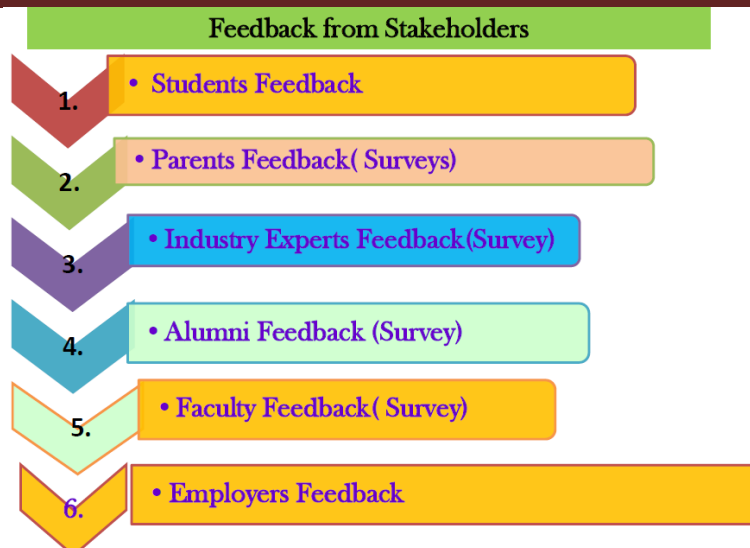 Feedback from Stakeholders
1. • Students Feedback
2. • Parents Feedback( Surveys)
3. • Industry Experts Feedback(Survey)
4. • Alumni Feedback (Survey)
5. • Faculty Feedback( Survey)
6. • Employers Feedback